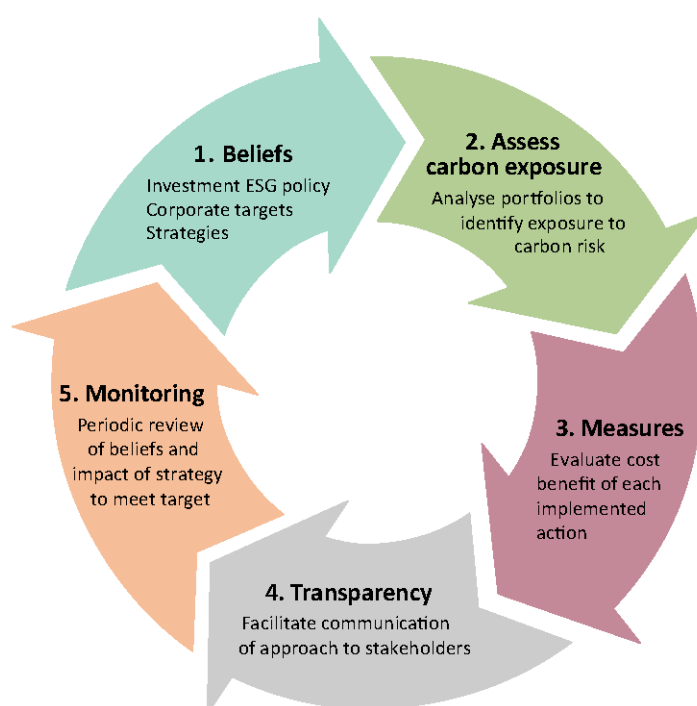 1. Beliefs
Investment ESG policy
Corporate targets
Strategies
2. Assess
carbon exposure
Analyse portfolios to
identify exposure to
carbon risk
3. Measures
Evaluate cost
benefit of each
implemented
action
4. Transparency
Facilitate communication
of approach to stakeholders
5. Monitoring
Periodic review
of beliefs and
impact of strategy
to meet target